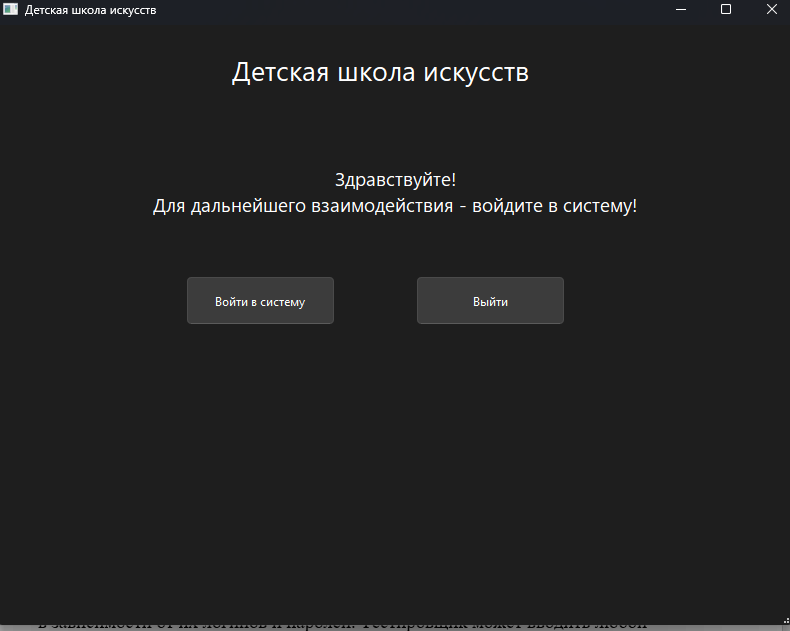 Детская школа искусств
Детская школа искусств
Здравствуйте!
Для дальнейшего взаимодействия - войдите в систему!
Войти в систему
Выйти